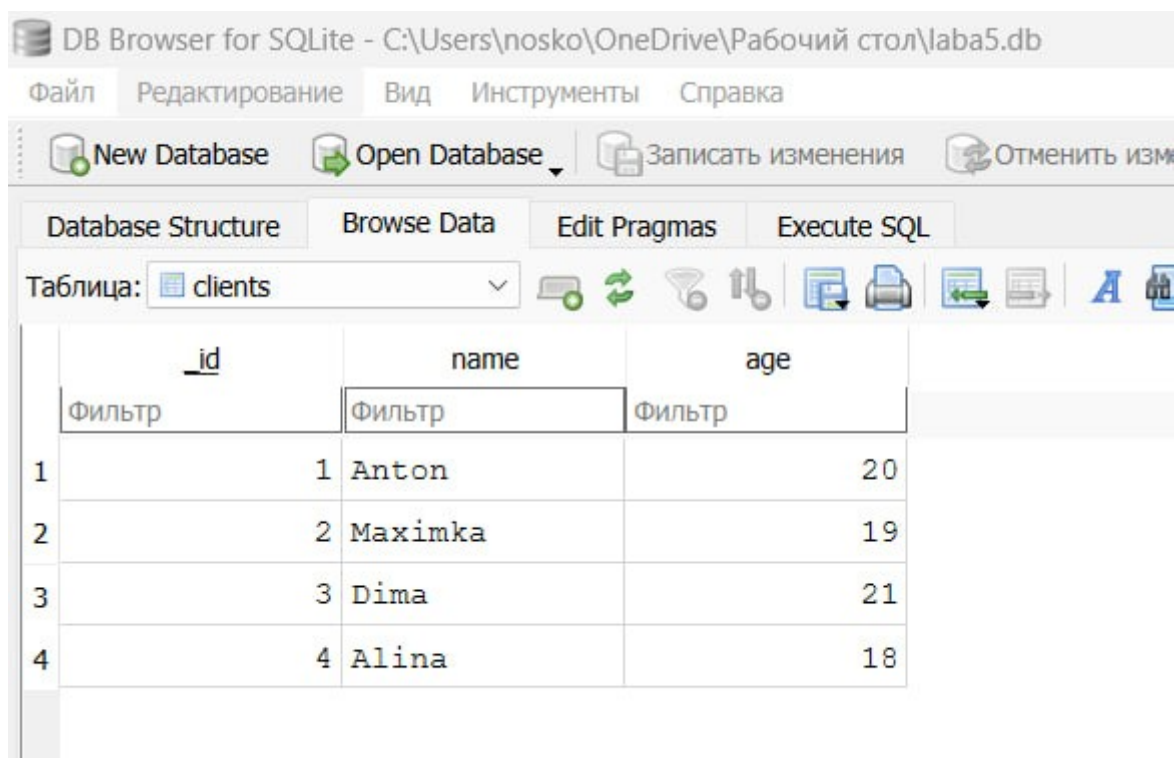 DB Browser for SQLite - C:\Users\nosko\OneDrive\Рабочий стол\laba5.db
Файл Редактирование Вид Инструменты Справка
New Database Open Database Записать изменения Отменить
Database Structure Browse Data Edit Pragmas Execute SQL
Таблица: clients
_id name age
Фильтр Фильтр Фильтр
1 1 Anton 20
2 2 Maximka 19
3 3 Dima 21
4 4 Alina 18